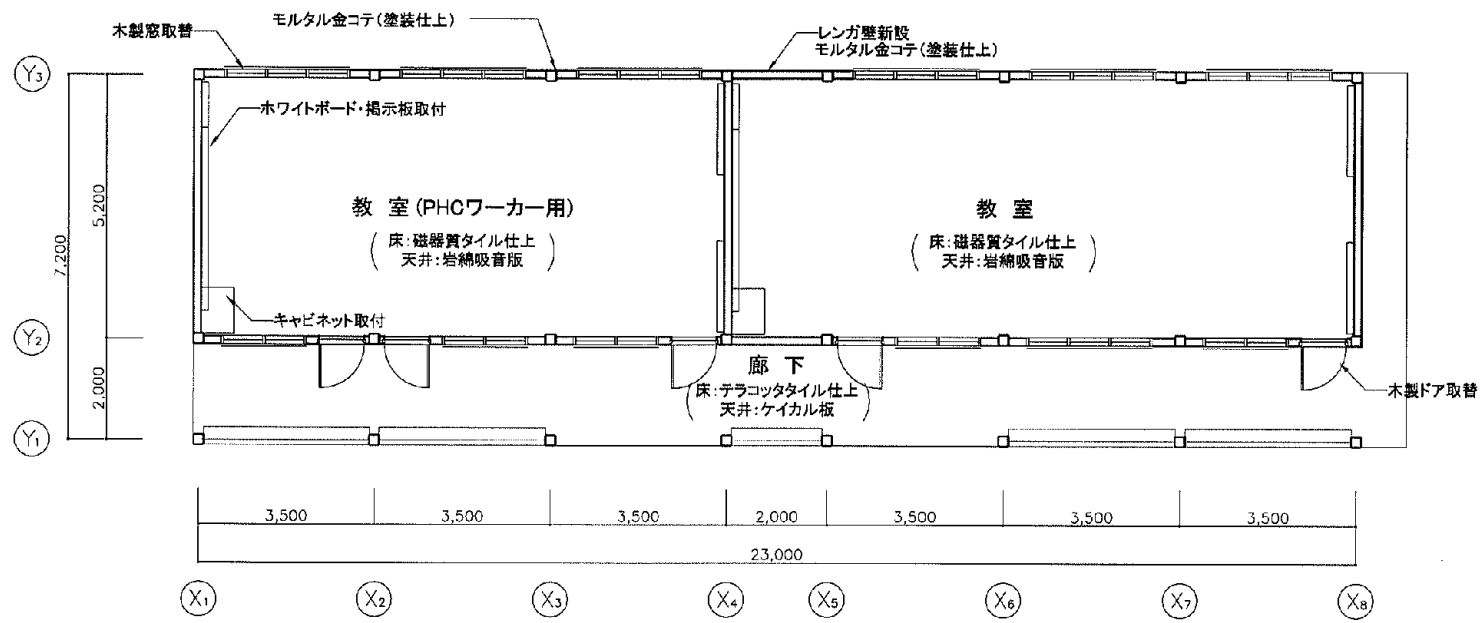 モルタル金コテ(塗装仕上)
木製窓取替
レンガ壁新設
モルタル金コテ(塗装仕上)
Y3
ホワイトボード・掲示板取付
教 室 (PHCワーカー用)
床:磁器質タイル仕上
天井:岩綿吸音版
教 室
床:磁器質タイル仕上
天井:岩綿吸音版
5,200
7,200
キャビネット取付
Y2
廊 下
床:テラコッタタイル仕上
天井:ケイカル板
木製ドア取替
2,000
Y1
3,500 3,500 3,500 2,000 3,500 3,500 3,500
23,000
X1 X2 X3 X4 X5 X6 X7 X8